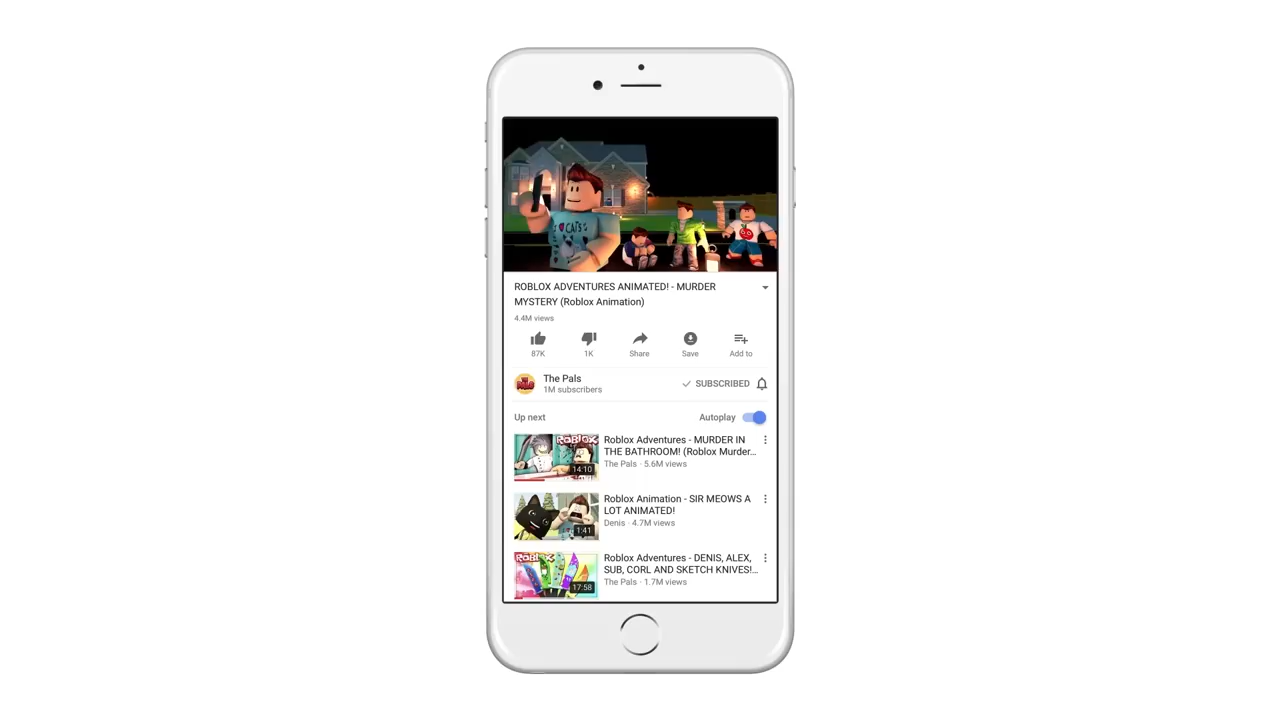 CATS
ROBLOX ADVENTURES ANIMATED! - MURDER
MYSTERY (Roblox Animation)
4.4M views
87K
1K
Share
Save
Add to
The Pals
1M subscribers
SUBSCRIBED
Up next
Autoplay
ROBLOX
14:10
Roblox Adventures - MURDER IN
THE BATHROOM! (Roblox Murder...
The Pals · 5.6M views
1:41
Roblox Animation - SIR MEOWS A
LOT ANIMATED!
Denis · 4.7M views
ROBLOX
17:58
Roblox Adventures - DENIS, ALEX,
SUB, CORL AND SKETCH KNIVES!...
The Pals · 1.7M views